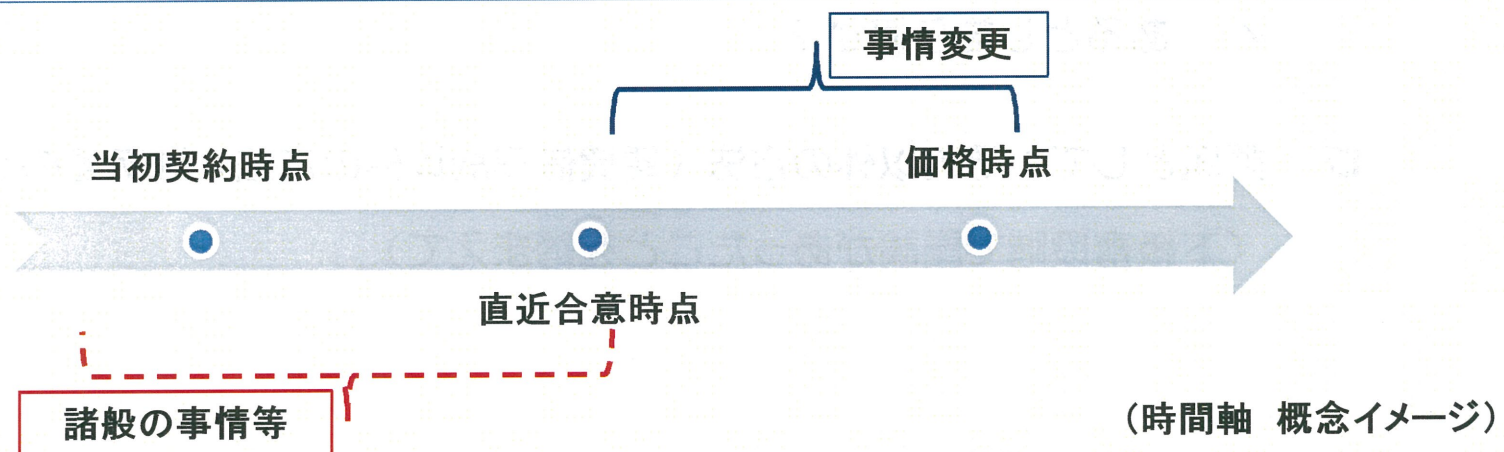 事情変更
当初契約時点
価格時点
直近合意時点
諸般の事情等
（時間軸 概念イメージ）